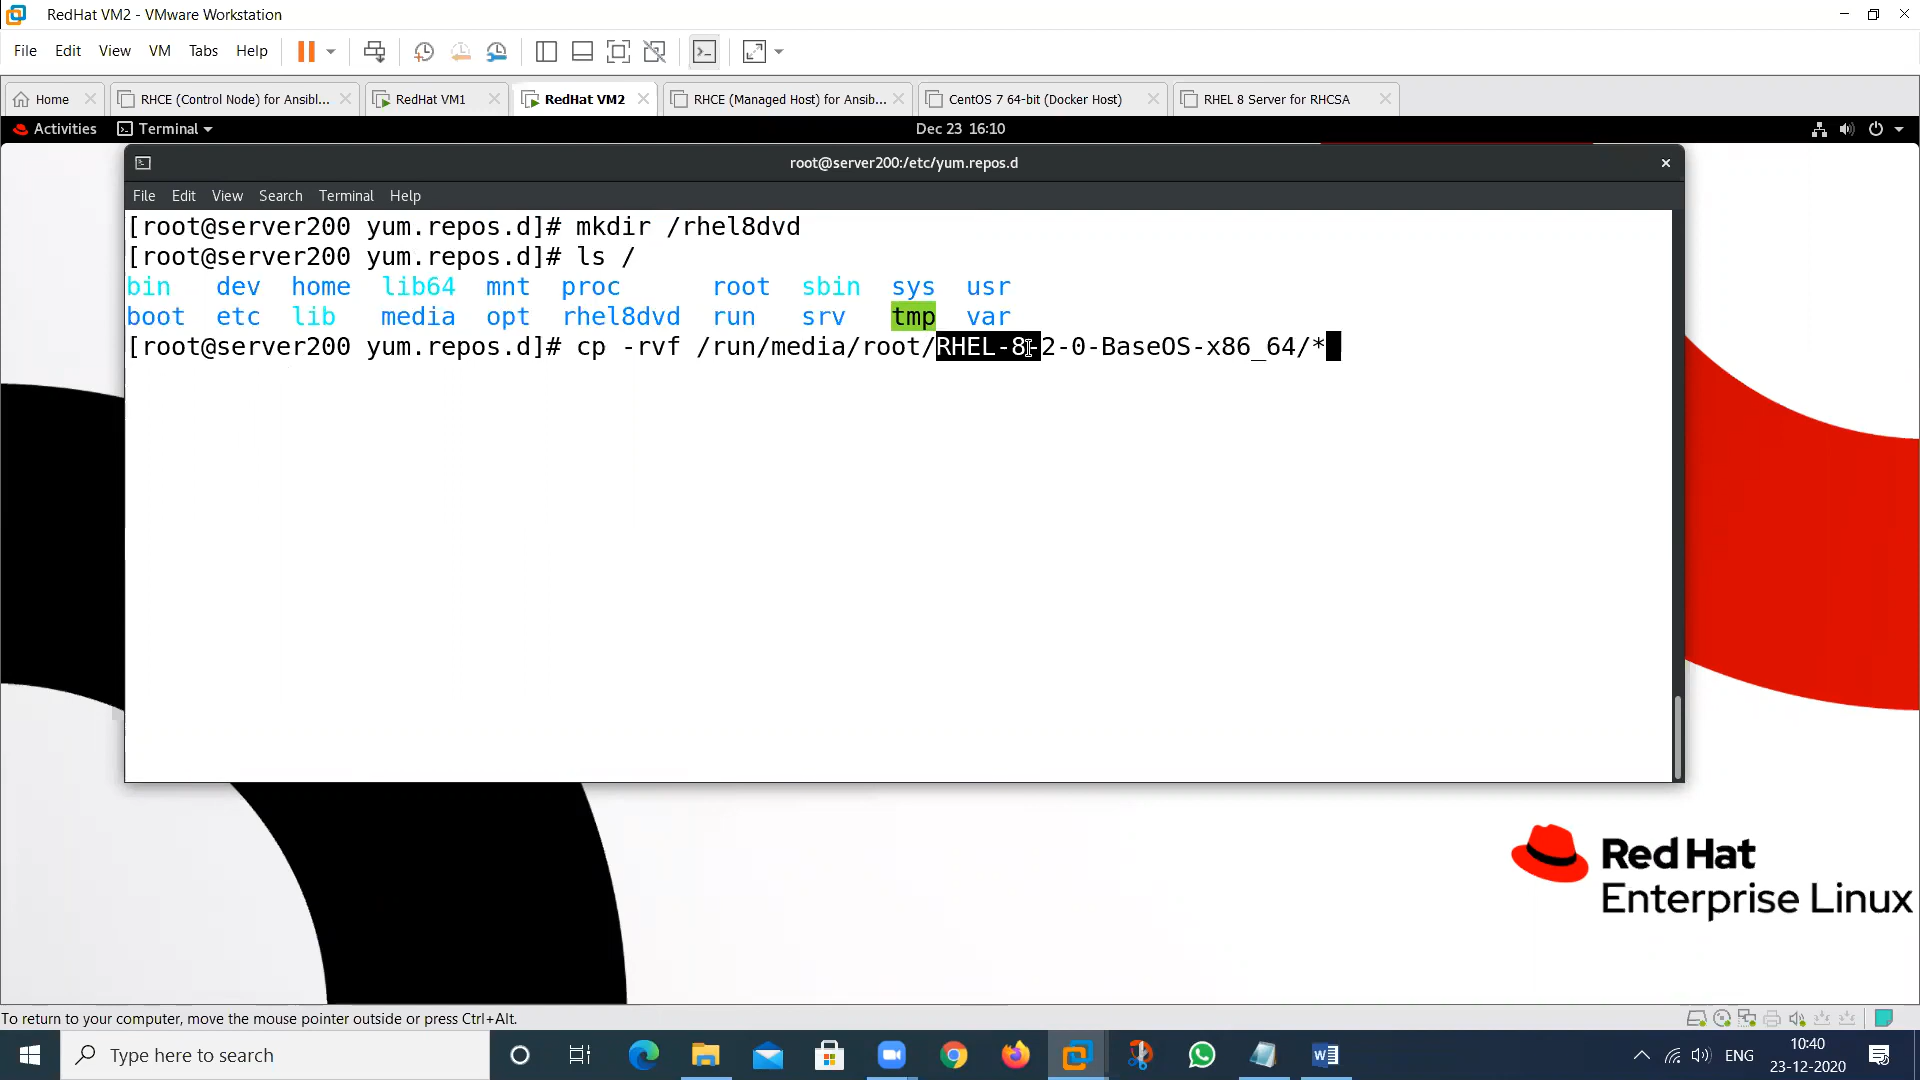 RedHat VM2 - VMware Workstation
File Edit View VM Tabs Help
Home RHCE (Control Node) for Ansibl... RedHat VM1 RedHat VM2 RHCE (Managed Host) for Ansib... CentOS 7 64-bit (Docker Host) RHEL 8 Server for RHCSA
Activities Terminal Dec 23 16:10
root@server200:/etc/yum.repos.d
File Edit View Search Terminal Help
[root@server200 yum.repos.d]# mkdir /rhel8dvd
[root@server200 yum.repos.d]# ls /
bin dev home lib64 mnt proc root sbin sys usr
boot etc lib media opt rhel8dvd run srv tmp var
[root@server200 yum.repos.d]# cp -rvf /run/media/root/RHEL-8-2-0-BaseOS-x86_64/*
Red Hat
Enterprise Linux
To return to your computer, move the mouse pointer outside or press Ctrl+Alt.
Type here to search
ENG
10:40
23-12-2020